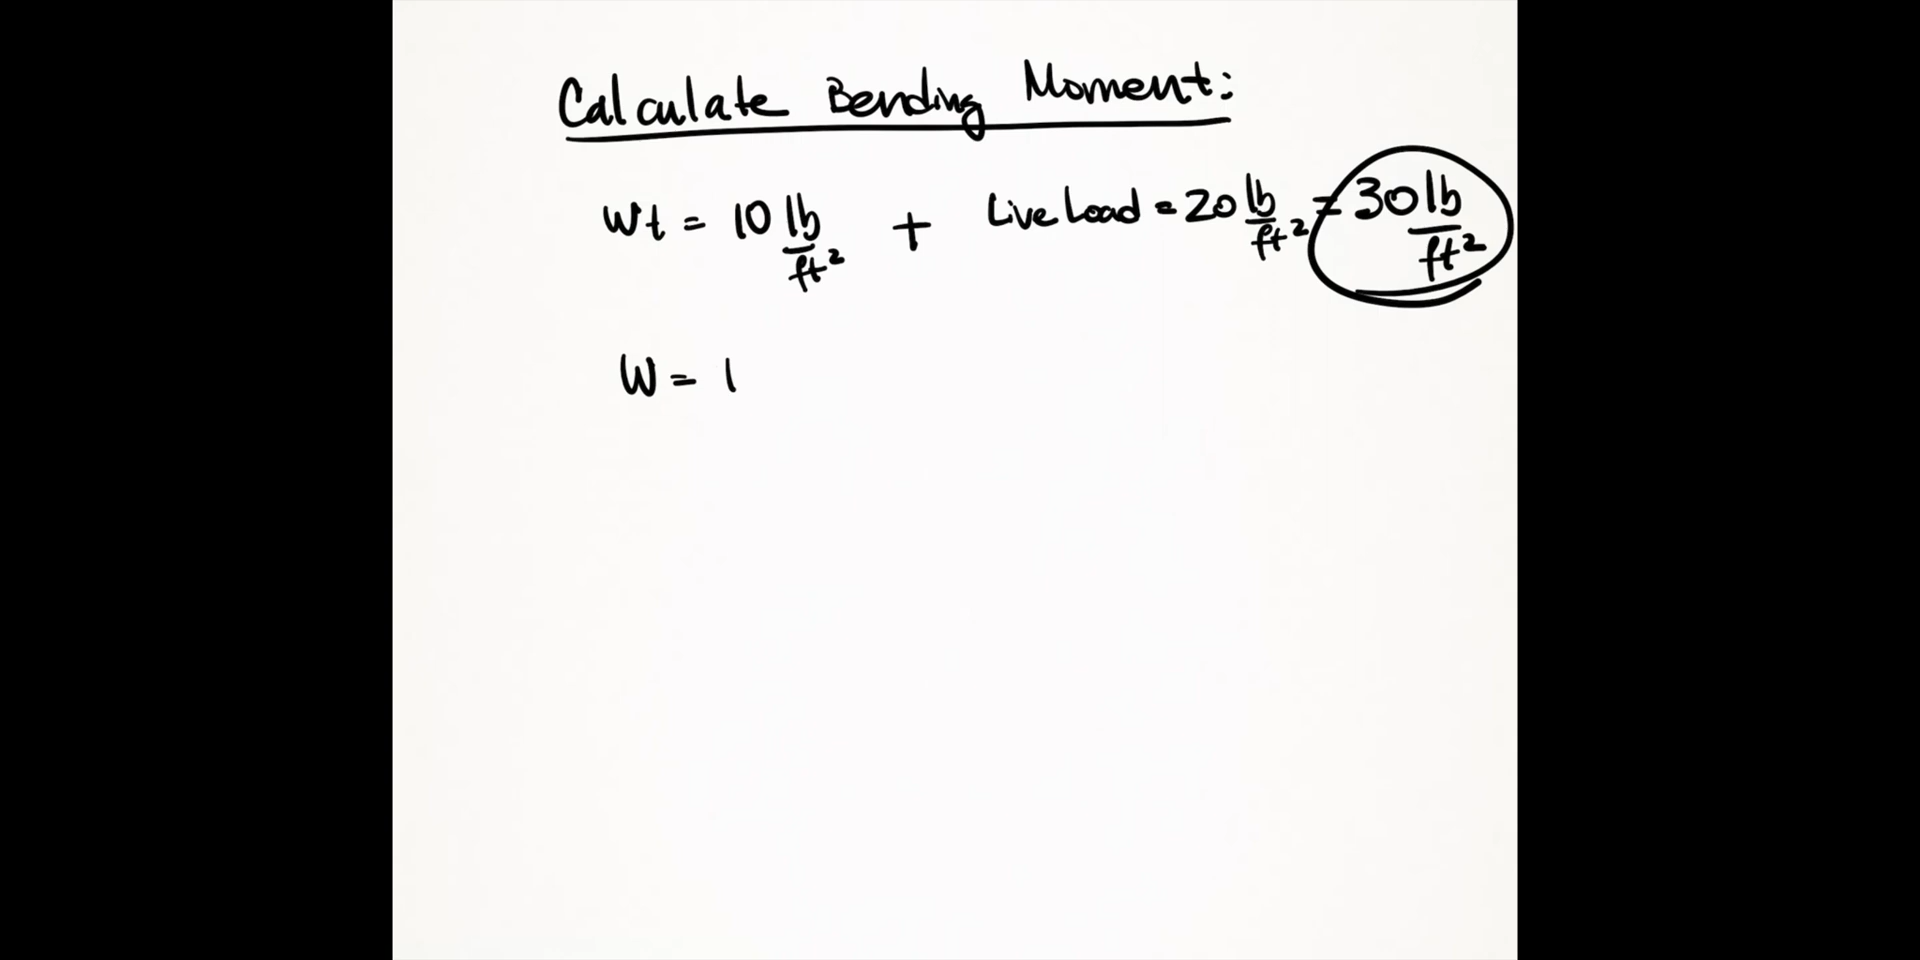 Calculate Bending Moment:
Wt = 10 lb/ft² + Live Load = 20 lb/ft² = 30 lb/ft²
W = 1